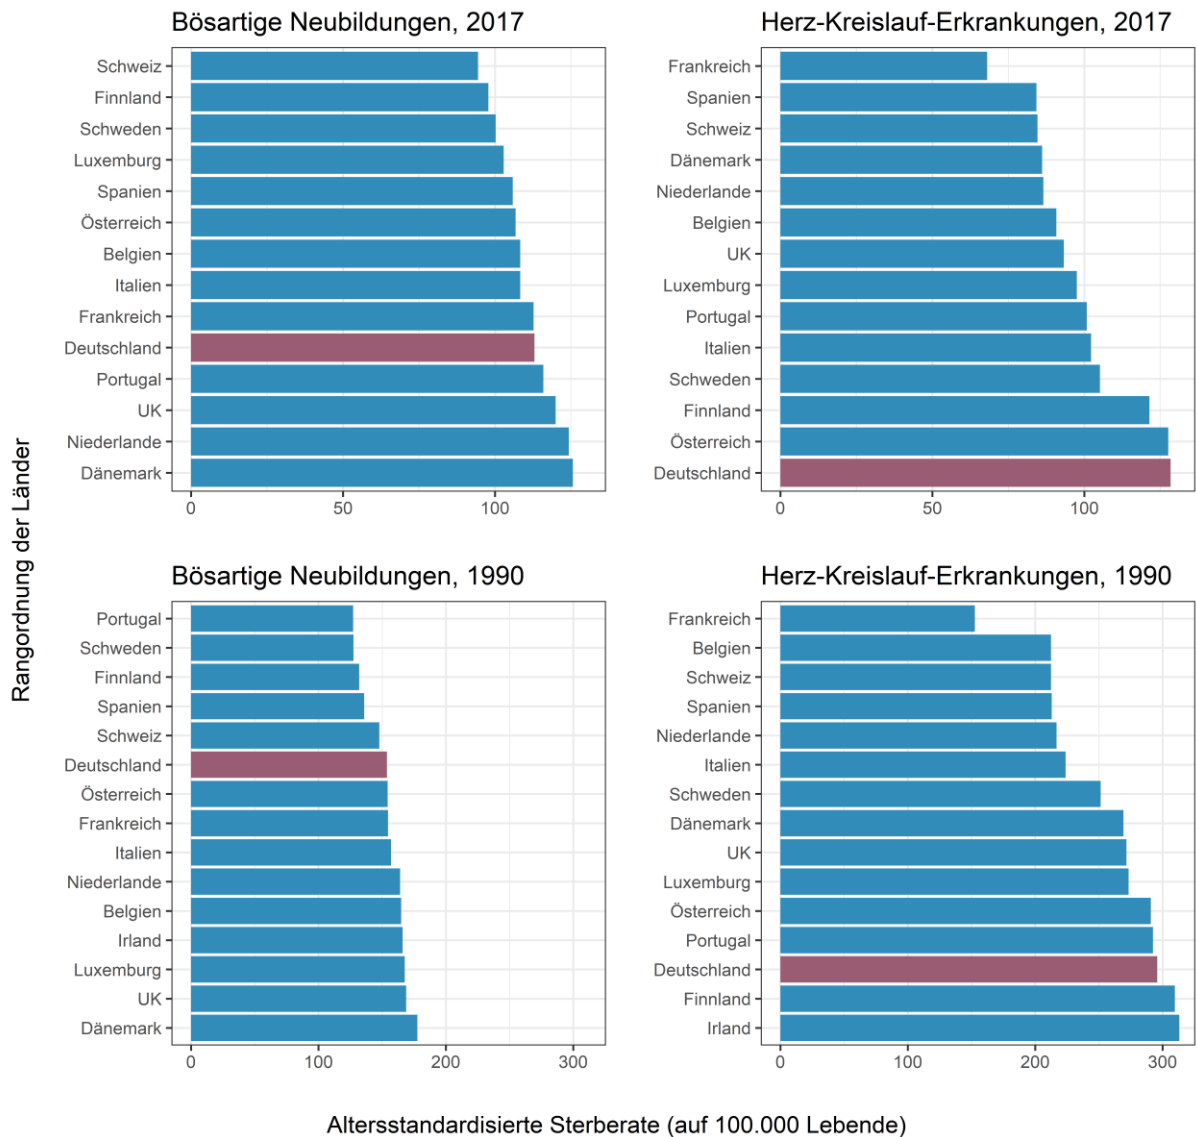 Bösartige Neubildungen, 2017
Schweiz
Finnland
Schweden
Luxemburg
Spanien
Österreich
Belgien
Italien
Frankreich
Deutschland
Portugal
UK
Niederlande
Dänemark
0 50 100
Herz-Kreislauf-Erkrankungen, 2017
Frankreich
Spanien
Schweiz
Dänemark
Niederlande
Belgien
UK
Luxemburg
Portugal
Italien
Schweden
Finnland
Österreich
Deutschland
0 50 100
Rangordnung der Länder
Bösartige Neubildungen, 1990
Portugal
Schweden
Finnland
Spanien
Schweiz
Deutschland
Österreich
Frankreich
Italien
Niederlande
Belgien
Irland
Luxemburg
UK
Dänemark
0 100 200 300
Herz-Kreislauf-Erkrankungen, 1990
Frankreich
Belgien
Schweiz
Spanien
Niederlande
Italien
Schweden
Dänemark
UK
Luxemburg
Österreich
Portugal
Deutschland
Finnland
Irland
0 100 200 300
Altersstandardisierte Sterberate (auf 100.000 Lebende)